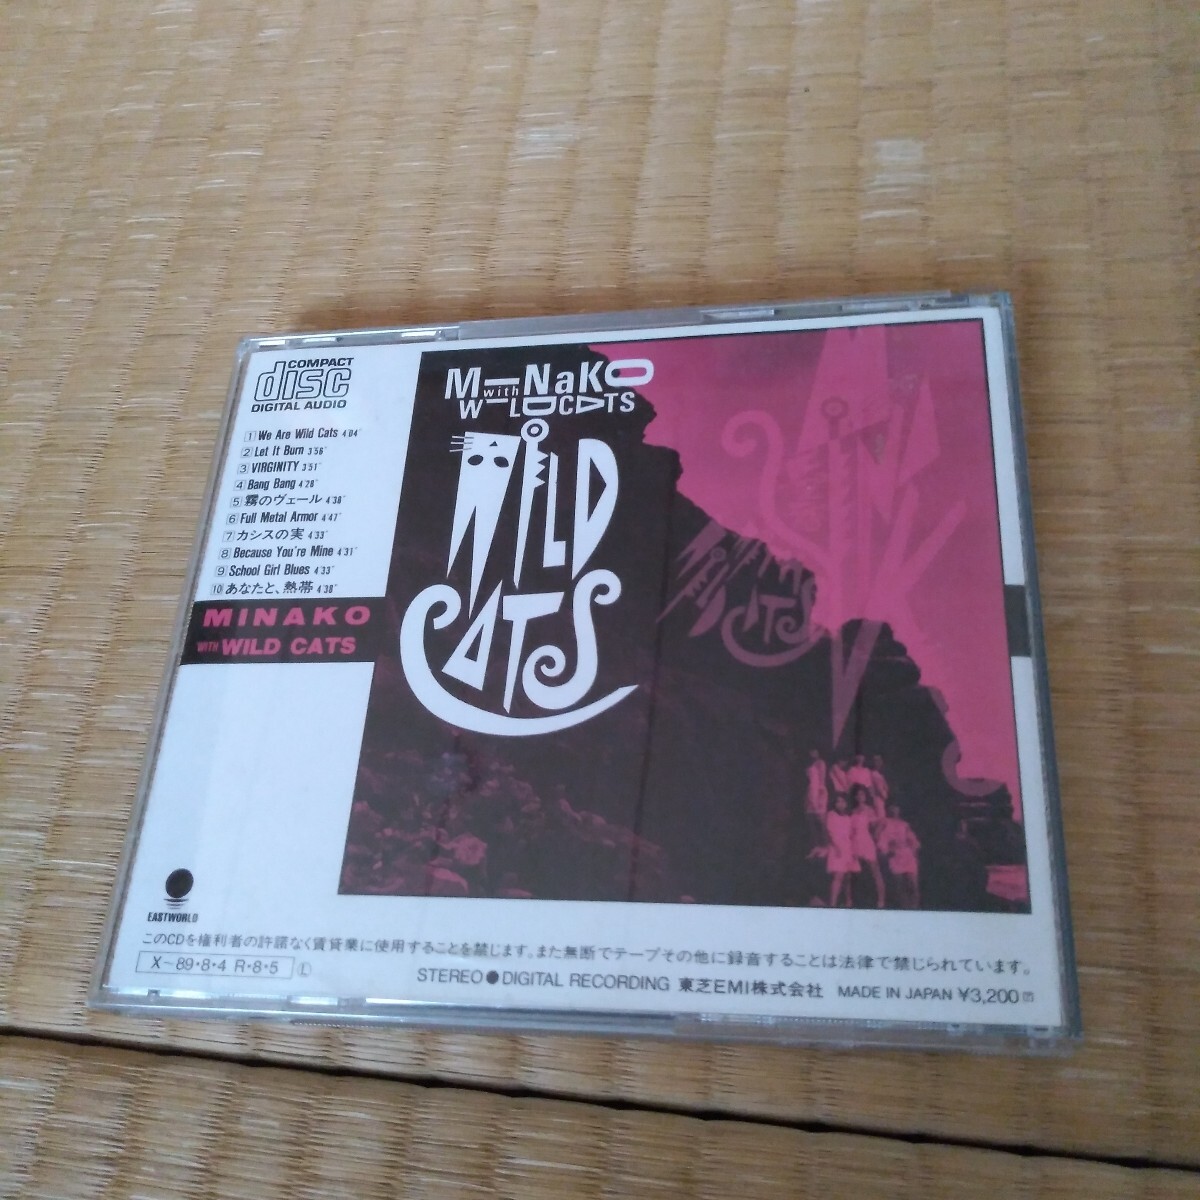 COMPACT
disc
DIGITAL AUDIO
1 We Are Wild Cats 4'04"
2 Let It Burn 3'56"
3 VIRGINITY 3'51"
4 Bang Bang 4'28"
5 霧のヴェール 4'38"
6 Full Metal Armor 4'47"
7 カシスの実 4'33"
8 Because You're Mine 4'31"
9 School Girl Blues 4'33"
10 あなたと、熱帯 4'38"
MINAKO
WITH WILD CATS
MINaKO
with
WILDCATS
WILD
CATS
WILD
CATS
EASTWORLD
このCDを権利者の許諾なく賃貸業に使用することを禁じます。また無断でテープその他に録音することは法律で禁じられています。
X-89・8・4 R・8・5 Ⓛ
STEREO●DIGITAL RECORDING 東芝EMI株式会社 MADE IN JAPAN ¥3,200